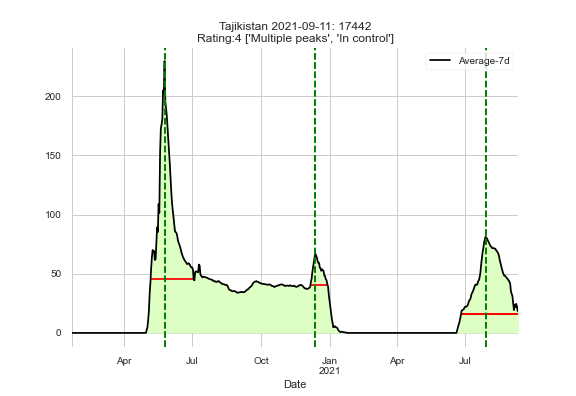 Tajikistan 2021-09-11: 17442
Rating:4 ['Multiple peaks', 'In control']
Average-7d
200
150
100
50
0
Apr
Jul
Oct
Jan
2021
Apr
Jul
Date